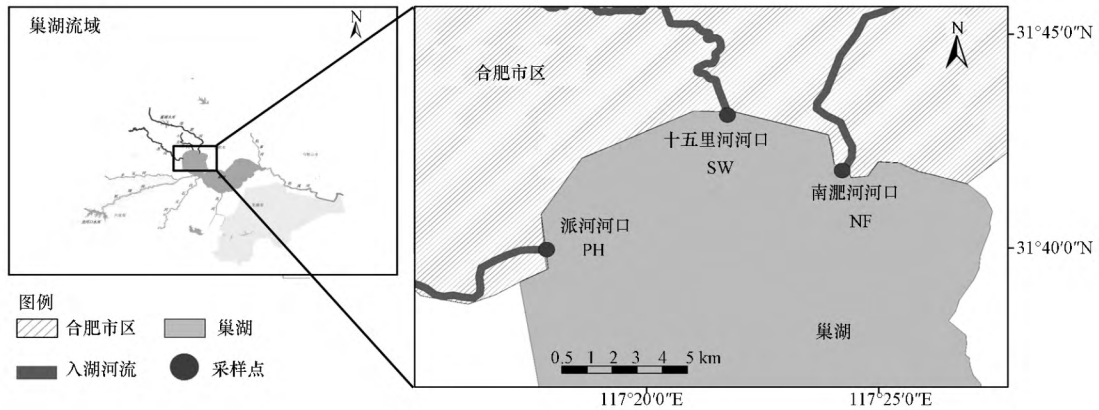 巢湖流域
N
合肥市区
N
31°45′0″N
十五里河河口
SW
南淝河河口
NF
派河河口
PH
31°40′0″N
巢湖
0.5 1 2 3 4 5 km
117°20′0″E
117°25′0″E
图例
合肥市区
巢湖
入湖河流
采样点